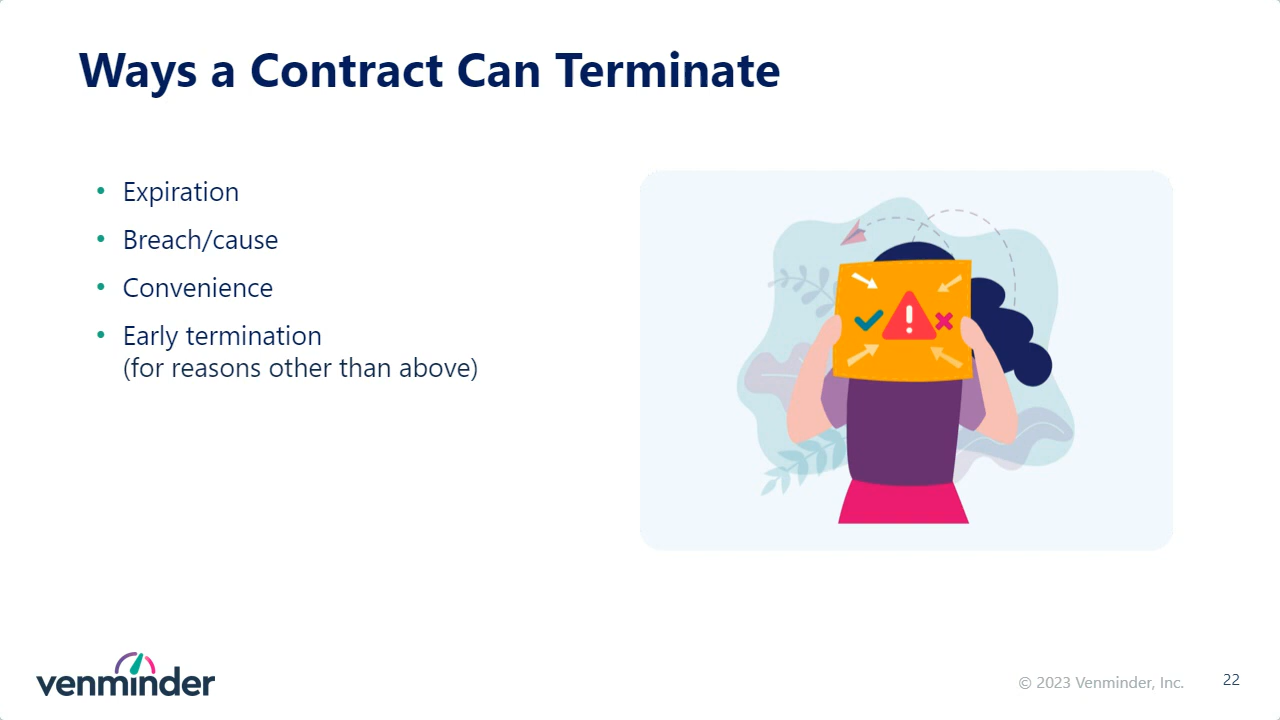 Ways a Contract Can Terminate
• Expiration
• Breach/cause
• Convenience
• Early termination
(for reasons other than above)
venminder
© 2023 Venminder, Inc. 22